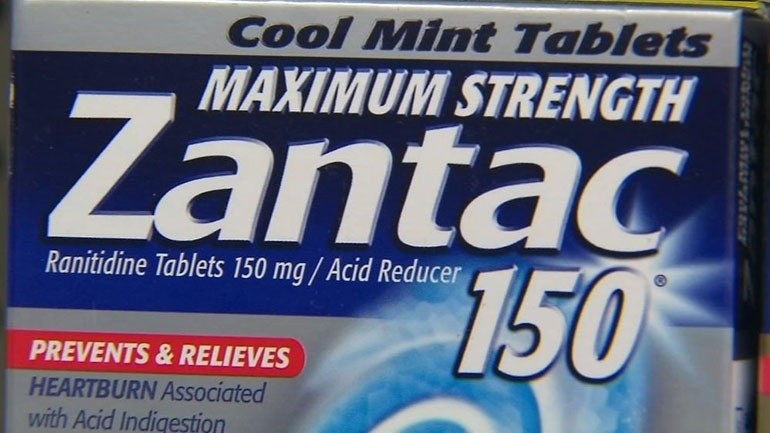 Cool Mint Tablets
MAXIMUM STRENGTH
Zantac
Ranitidine Tablets 150 mg / Acid Reducer
150®
PREVENTS & RELIEVES
HEARTBURN Associated
with Acid Indigestion